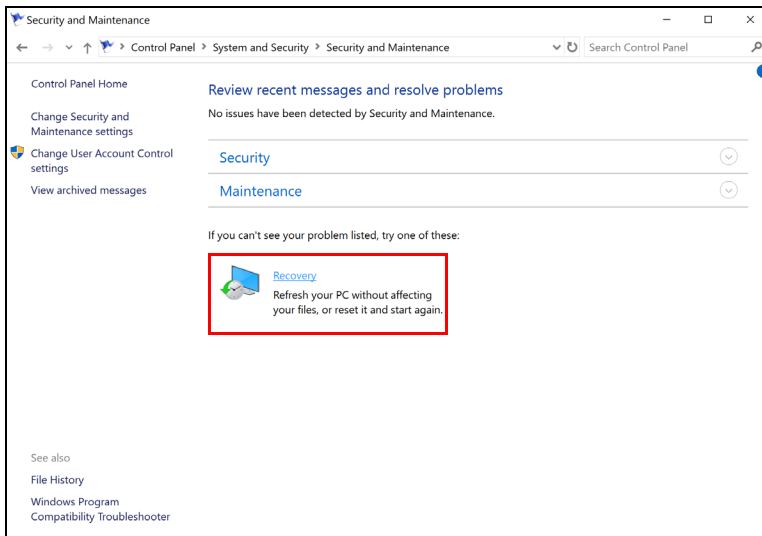 Security and Maintenance
Control Panel > System and Security > Security and Maintenance
Search Control Panel
Control Panel Home
Change Security and
Maintenance settings
Change User Account Control
settings
View archived messages
Review recent messages and resolve problems
No issues have been detected by Security and Maintenance.
Security
Maintenance
If you can't see your problem listed, try one of these:
Recovery
Refresh your PC without affecting
your files, or reset it and start again.
See also
File History
Windows Program
Compatibility Troubleshooter